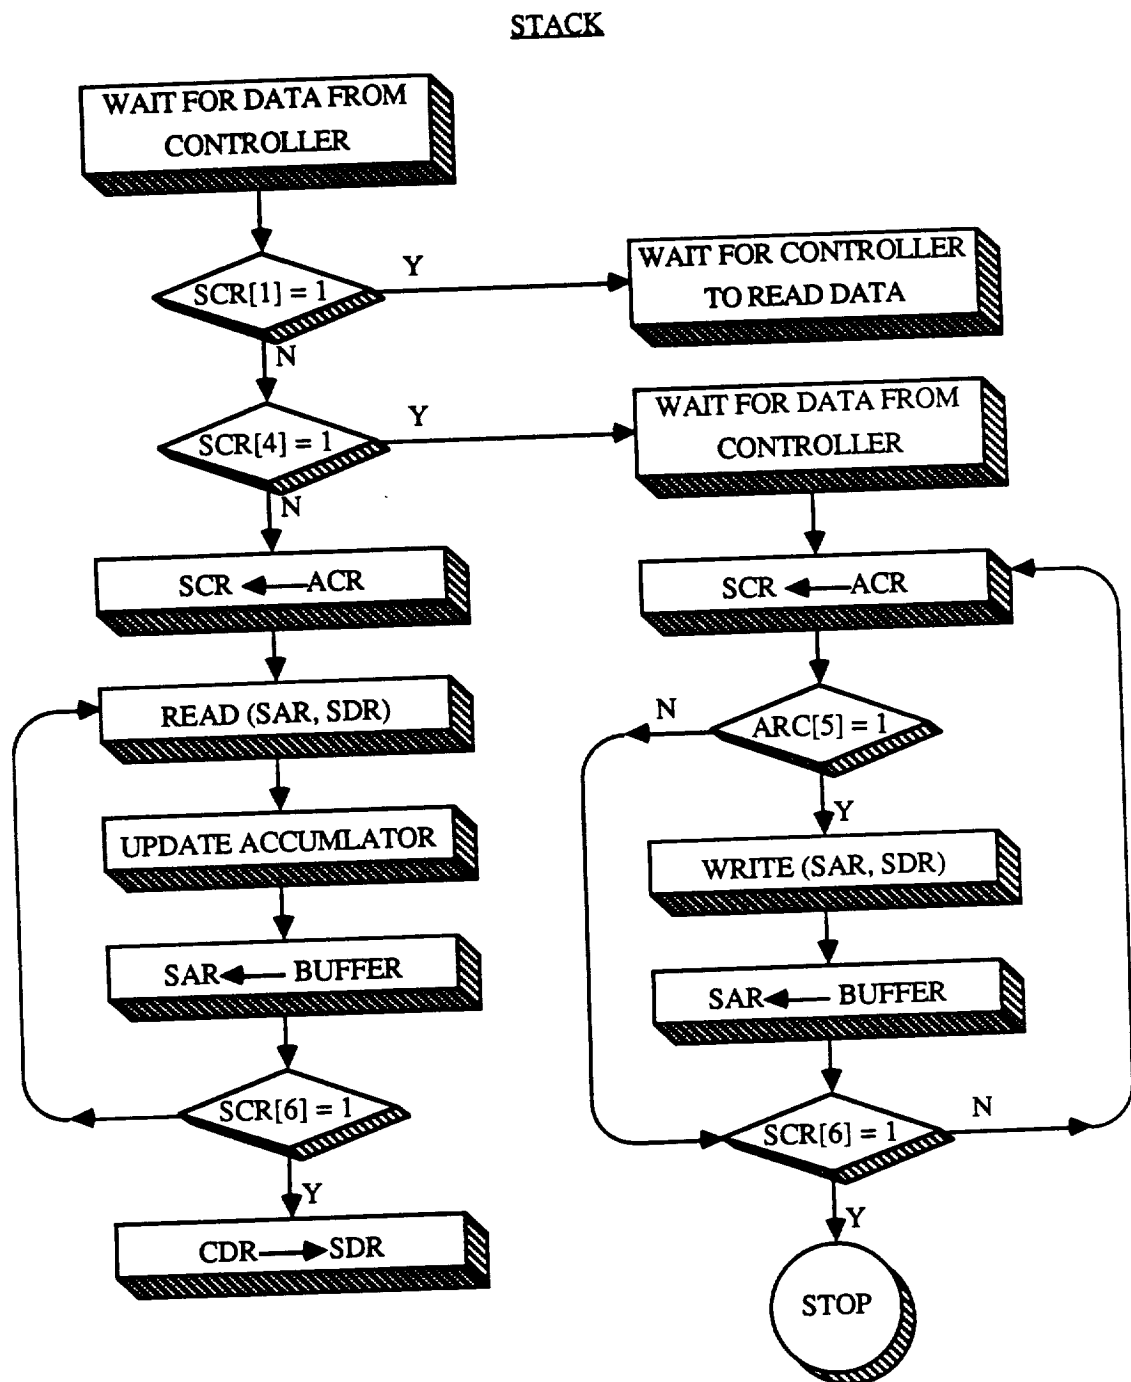 STACK
WAIT FOR DATA FROM
CONTROLLER
SCR[1] = 1
Y
WAIT FOR CONTROLLER
TO READ DATA
N
SCR[4] = 1
Y
WAIT FOR DATA FROM
CONTROLLER
N
SCR ← ACR
READ (SAR, SDR)
UPDATE ACCUMLATOR
SAR ← BUFFER
SCR[6] = 1
Y
CDR → SDR
SCR ← ACR
ARC[5] = 1
N
Y
WRITE (SAR, SDR)
SAR ← BUFFER
SCR[6] = 1
N
Y
STOP